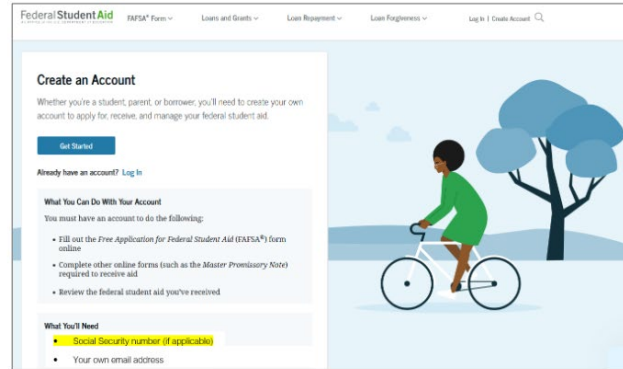 Federal Student Aid
FAFSA® Form
Loans and Grants
Loan Repayment
Loan Forgiveness
Log In | Create Account
Create an Account
Whether you're a student, parent, or borrower, you'll need to create your own
account to apply for, receive, and manage your federal student aid.
Get Started
Already have an account? Log In
What You Can Do With Your Account
You must have an account to do the following:
• Fill out the Free Application for Federal Student Aid (FAFSA®) form
online
• Complete other online forms (such as the Master Promissory Note)
required to receive aid
• Review the federal student aid you've received
What You'll Need
• Social Security number (if applicable)
• Your own email address